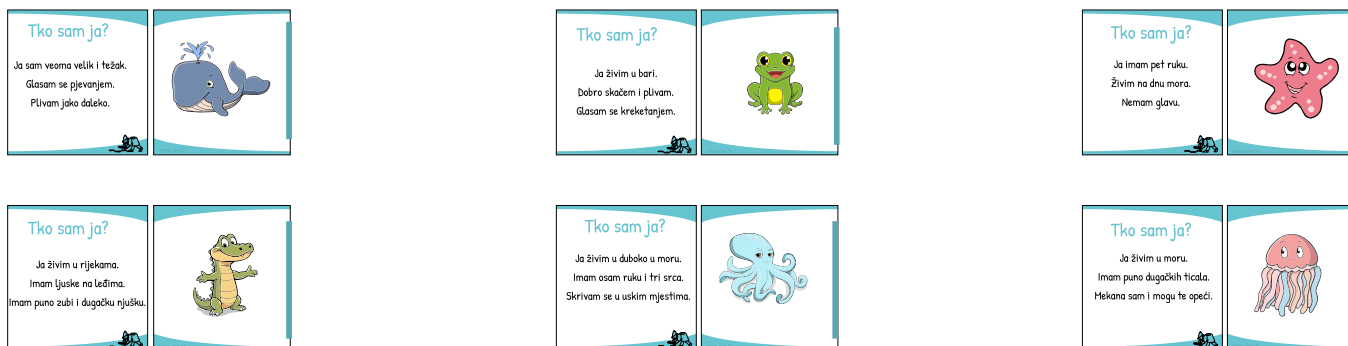 Tko sam ja?
Ja sam veoma velik i težak.
Glasam se pjevanjem.
Plivam jako daleko.
Tko sam ja?
Ja živim u bari.
Dobro skačem i plivam.
Glasam se kreketanjem.
Tko sam ja?
Ja imam pet ruku.
Živim na dnu mora.
Nemam glavu.
Tko sam ja?
Ja živim u rijekama.
Imam ljuske na leđima.
Imam puno zubi i dugačku njušku.
Tko sam ja?
Ja živim u duboko u moru.
Imam osam ruku i tri srca.
Skrivam se u uskim mjestima.
Tko sam ja?
Ja živim u moru.
Imam puno dugačkih ticala.
Mekana sam i mogu te opeći.